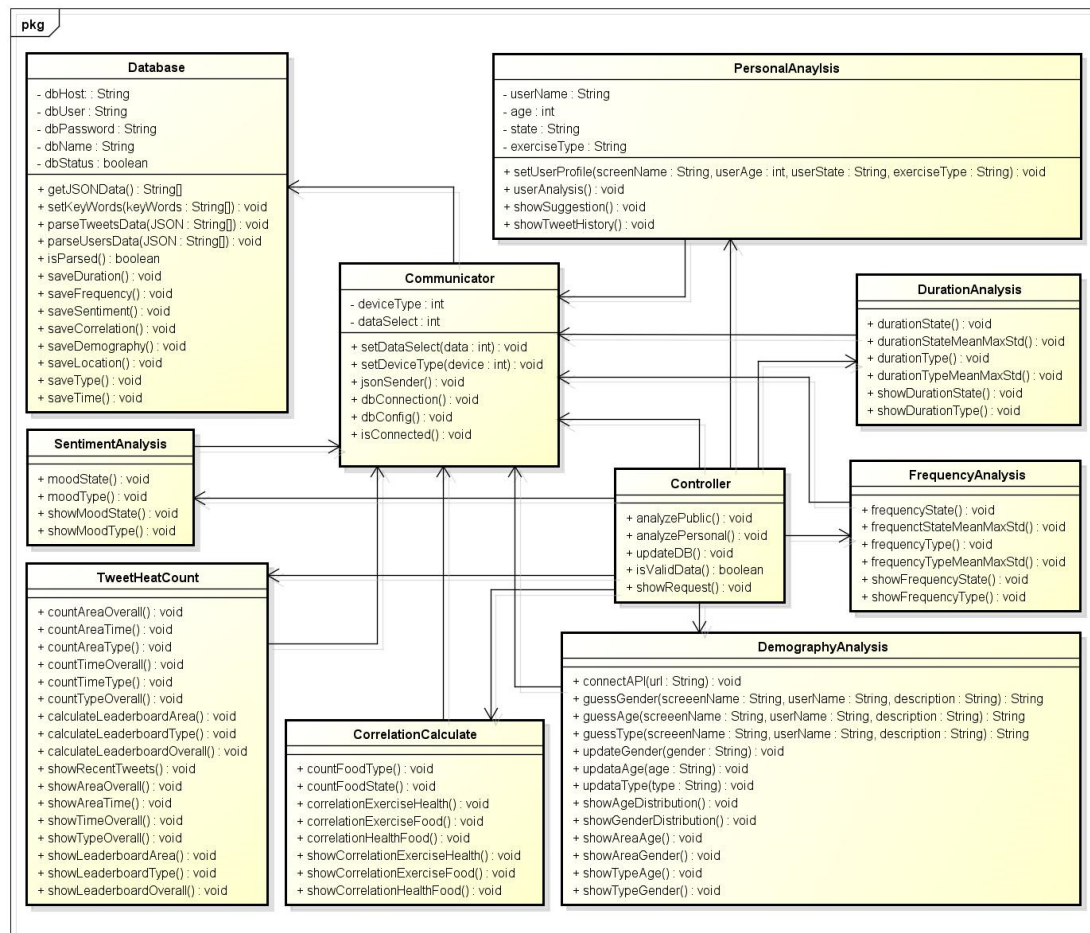 pkg
Database
- dbHost: : String
- dbUser : String
- dbPassword : String
- dbName : String
- dbStatus : boolean
+ getJSONData() : String[]
+ setKeyWords(keyWords : String[]) : void
+ parseTweetsData(JSON : String[]) : void
+ parseUsersData(JSON : String[]) : void
+ isParsed() : boolean
+ saveDuration() : void
+ saveFrequency() : void
+ saveSentiment() : void
+ saveCorrelation() : void
+ saveDemography() : void
+ saveLocation() : void
+ saveType() : void
+ saveTime() : void
PersonalAnaylsis
- userName : String
- age : int
- state : String
- exerciseType : String
+ setUserProfile(screenName : String, userAge : int, userState : String, exerciseType : String) : void
+ userAnalysis() : void
+ showSuggestion() : void
+ showTweetHistory() : void
Communicator
- deviceType : int
- dataSelect : int
+ setDataSelect(data : int) : void
+ setDeviceType(device : int) : void
+ jsonSender() : void
+ dbConnection() : void
+ dbConfig() : void
+ isConnected() : void
DurationAnalysis
+ durationState() : void
+ durationStateMeanMaxStd() : void
+ durationType() : void
+ durationTypeMeanMaxStd() : void
+ showDurationState() : void
+ showDurationType() : void
SentimentAnalysis
+ moodState() : void
+ moodType() : void
+ showMoodState() : void
+ showMoodType() : void
Controller
+ analyzePublic() : void
+ analyzePersonal() : void
+ updateDB() : void
+ isValidData() : boolean
+ showRequest() : void
FrequencyAnalysis
+ frequencyState() : void
+ frequenctStateMeanMaxStd() : void
+ frequencyType() : void
+ frequencyTypeMeanMaxStd() : void
+ showFrequencyState() : void
+ showFrequencyType() : void
TweetHeatCount
+ countAreaOverall() : void
+ countAreaTime() : void
+ countAreaType() : void
+ countTimeOverall() : void
+ countTimeType() : void
+ countTypeOverall() : void
+ calculateLeaderboardArea() : void
+ calculateLeaderboardType() : void
+ calculateLeaderboardOverall() : void
+ showRecentTweets() : void
+ showAreaOverall() : void
+ showAreaTime() : void
+ showTimeOverall() : void
+ showTypeOverall() : void
+ showLeaderboardArea() : void
+ showLeaderboardType() : void
+ showLeaderboardOverall() : void
CorrelationCalculate
+ countFoodType() : void
+ countFoodState() : void
+ correlationExerciseHealth() : void
+ correlationExerciseFood() : void
+ correlationHealthFood() : void
+ showCorrelationExerciseHealth() : void
+ showCorrelationExerciseFood() : void
+ showCorrelationHealthFood() : void
DemographyAnalysis
+ connectAPI(url : String) : void
+ guessGender(screeenName : String, userName : String, description : String) : String
+ guessAge(screeenName : String, userName : String, description : String) : String
+ guessType(screeenName : String, userName : String, description : String) : String
+ updateGender(gender : String) : void
+ updataAge(age : String) : void
+ updataType(type : String) : void
+ showAgeDistribution() : void
+ showGenderDistribution() : void
+ showAreaAge() : void
+ showAreaGender() : void
+ showTypeAge() : void
+ showTypeGender() : void